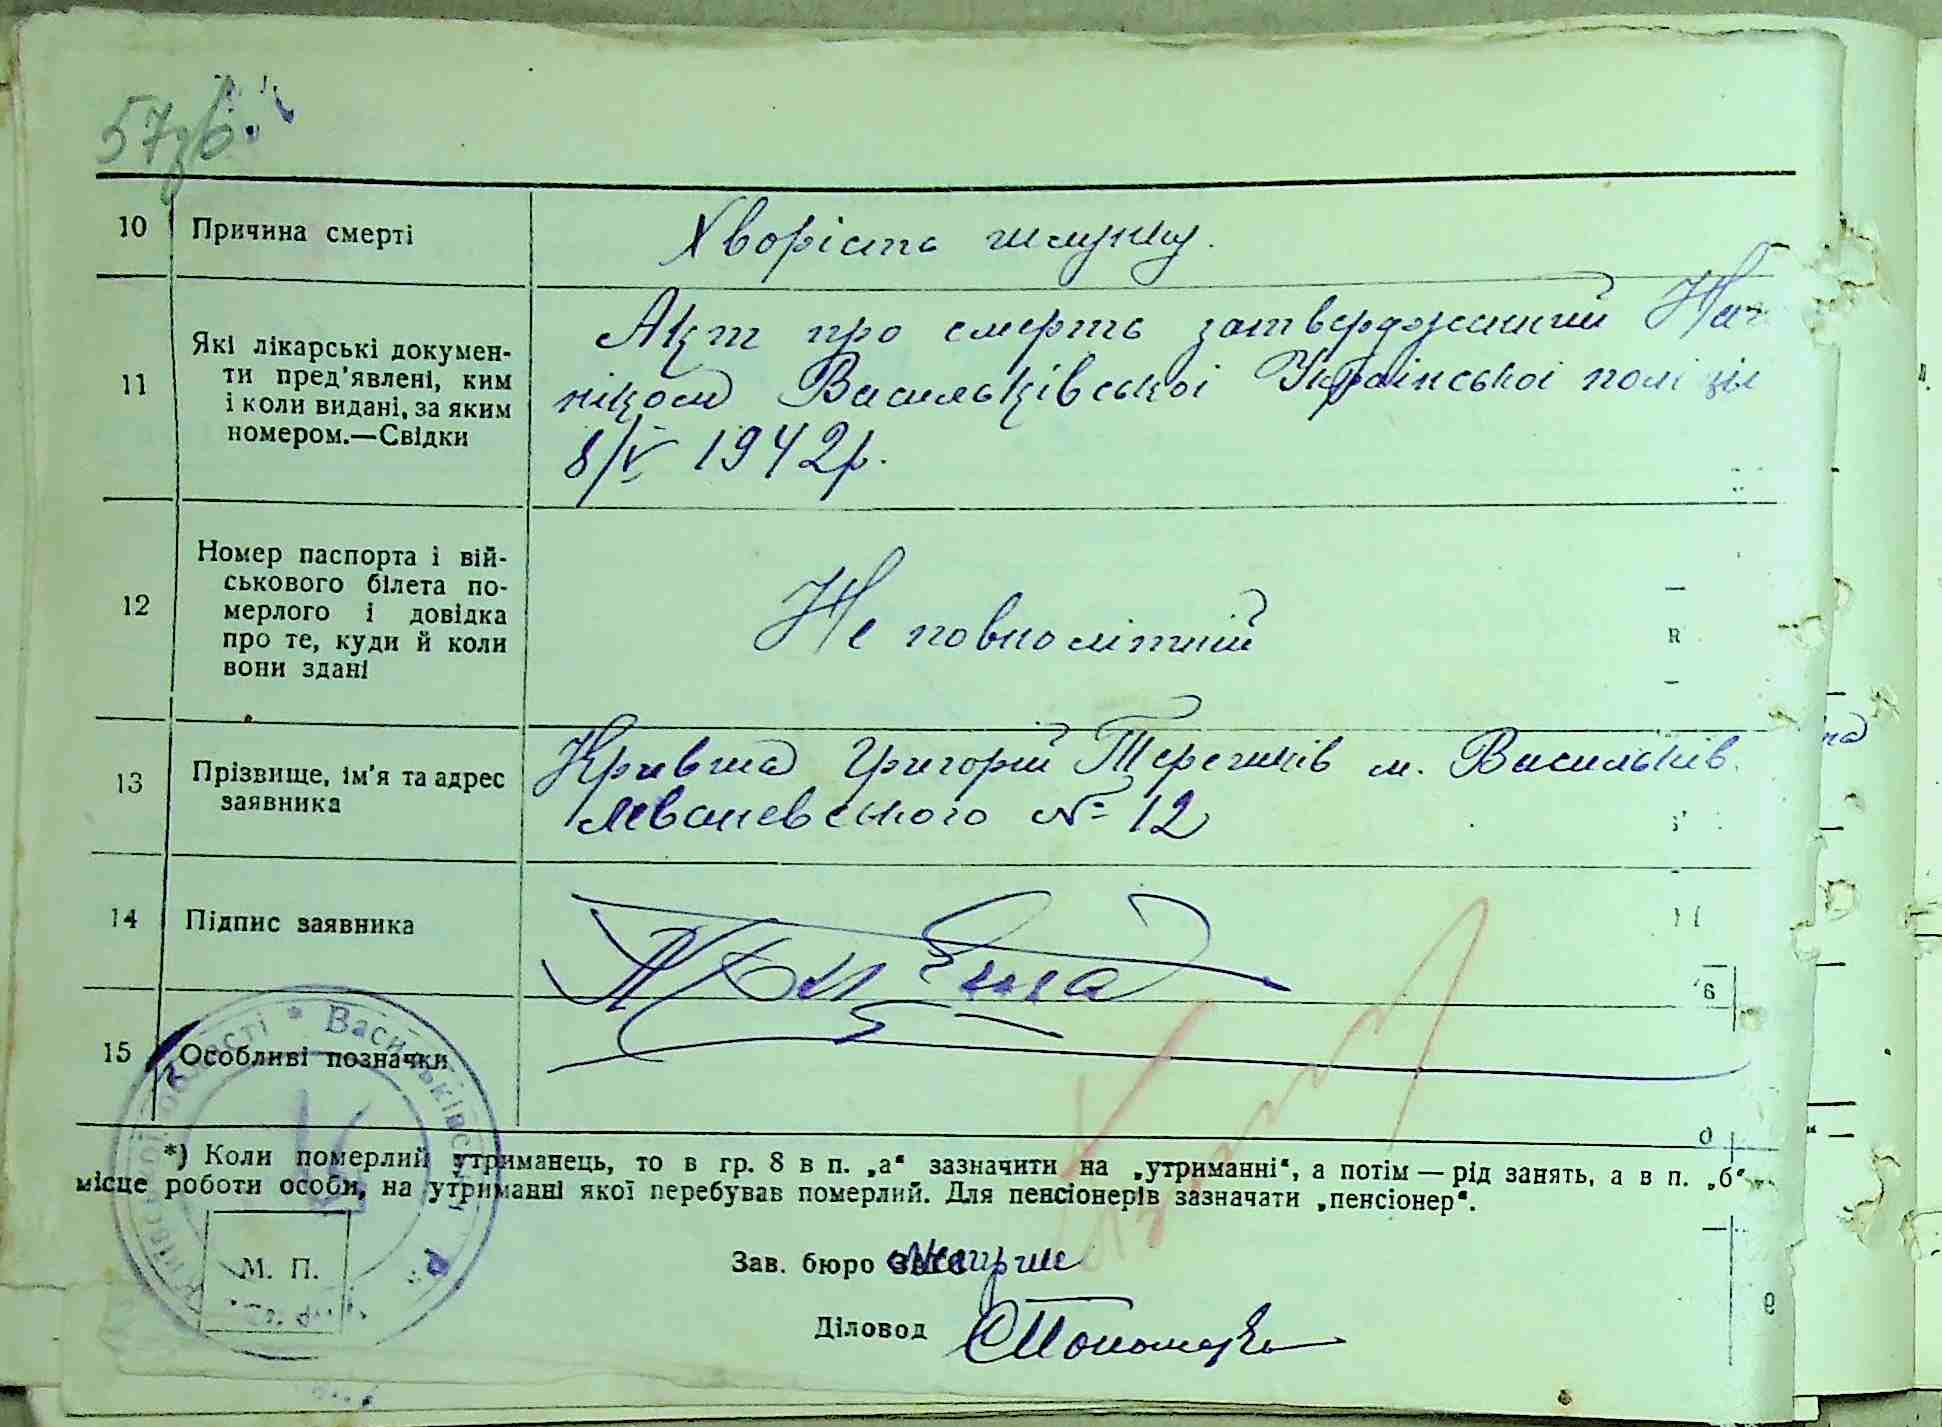 57зв.
10 Причина смерті Хворість шлунку.
11 Які лікарські докумен-
ти пред'явлені, ким
і коли видані, за яким
номером.—Свідки
Акт про смерть затверджений Нач
ніком Васильківської Української поліції
8/V 1942р.
12 Номер паспорта і вій-
ськового білета по-
мерлого і довідка
про те, куди й коли
вони здані
Не повнолітній
13 Прізвище, ім'я та адрес
заявника
Кривша Григорій м. Васильків.
Леваневського № 12
14 Підпис заявника
15 Особливі позначки
*) Коли померлий утриманець, то в гр. 8 в п. „а“ зазначити на „утриманні“, а потім — рід занять, а в п. „б“
місце роботи особи, на утриманні якої перебував померлий. Для пенсіонерів зазначати „пенсіонер“.
М. П.
Зав. бюро
Діловод